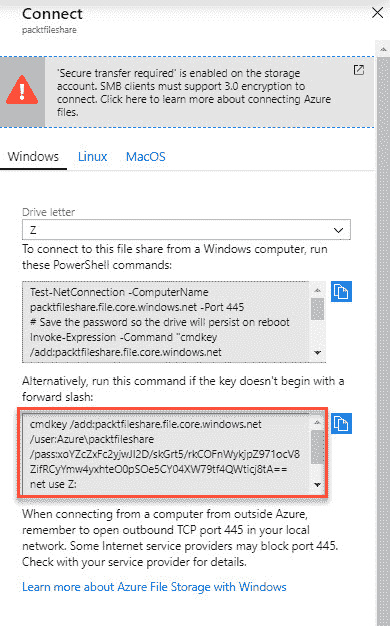 Connect
packtfileshare
'Secure transfer required' is enabled on the storage
account. SMB clients must support 3.0 encryption to
connect. Click here to learn more about connecting Azure
files.
Windows Linux MacOS
Drive letter
Z
To connect to this file share from a Windows computer, run
these PowerShell commands:
Test-NetConnection -ComputerName
packtfileshare.file.core.windows.net -Port 445
# Save the password so the drive will persist on reboot
Invoke-Expression -Command "cmdkey
/add:packtfileshare.file.core.windows.net
Alternatively, run this command if the key doesn't begin with a
forward slash:
cmdkey /add:packtfileshare.file.core.windows.net
/user:Azure\packtfileshare
/pass:xoYZcZxFc2yjwJI2D/skGrt5/rkCOFnWykjpZ971ocV8
ZifRCyYmw4yxhteO0pSOe5CY04XW79tf4QWticj8tA==
net use Z:
When connecting from a computer from outside Azure,
remember to open outbound TCP port 445 in your local
network. Some Internet service providers may block port 445.
Check with your service provider for details.
Learn more about Azure File Storage with Windows